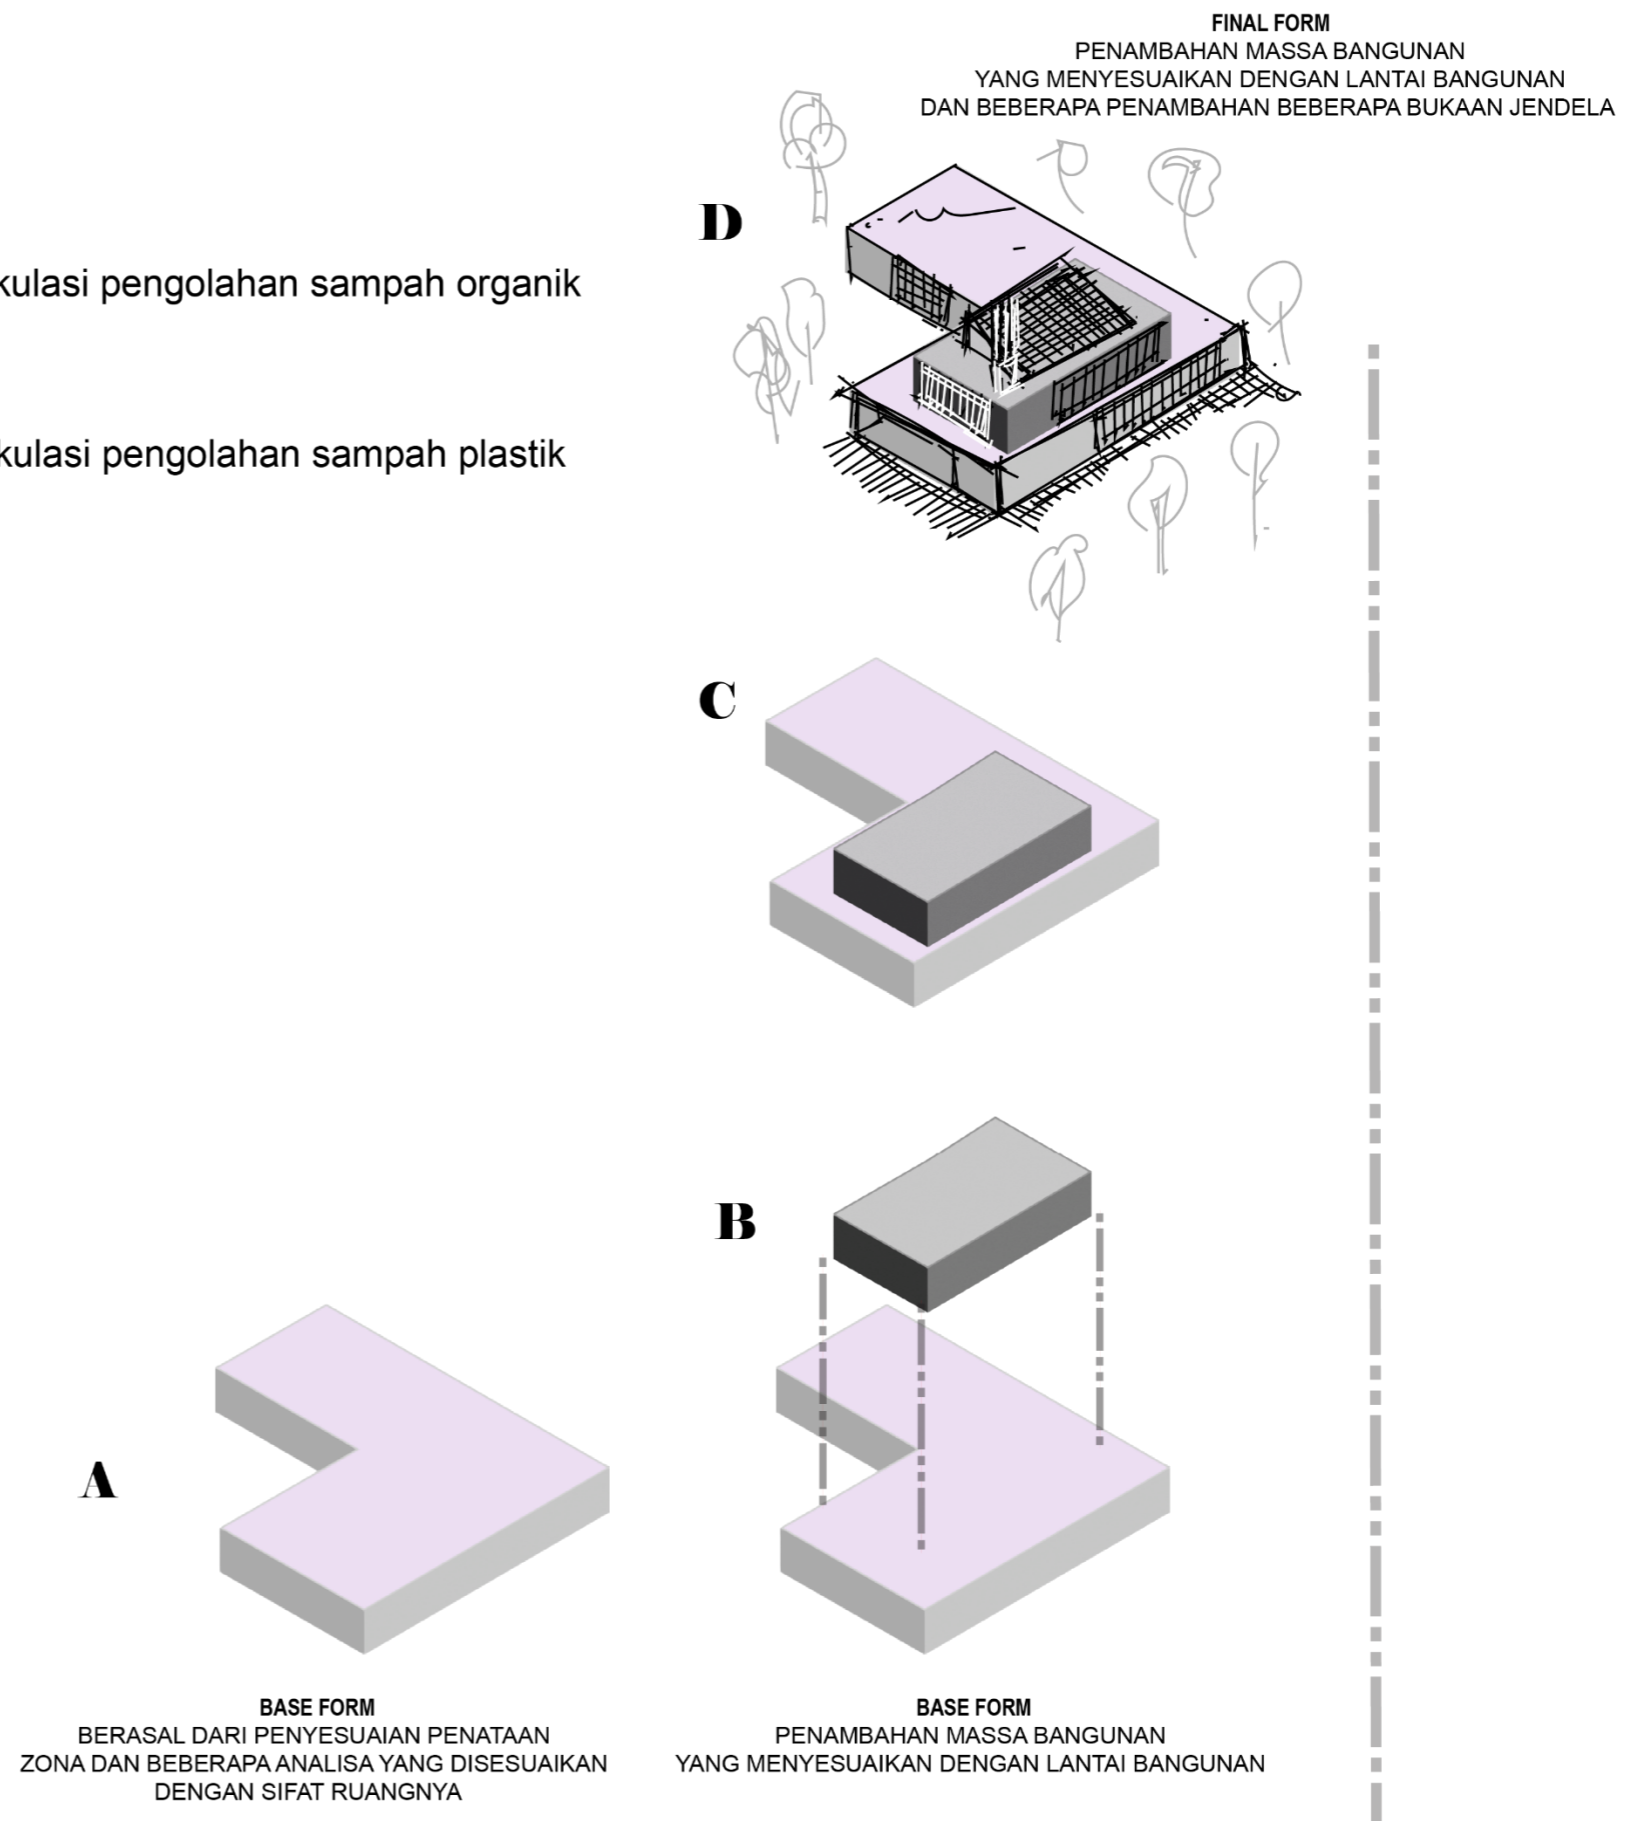 FINAL FORM
PENAMBAHAN MASSA BANGUNAN
YANG MENYESUAIKAN DENGAN LANTAI BANGUNAN
DAN BEBERAPA PENAMBAHAN BEBERAPA BUKAAN JENDELA
D
kulasi pengolahan sampah organik
kulasi pengolahan sampah plastik
C
B
A
BASE FORM
BERASAL DARI PENYESUAIAN PENATAAN
ZONA DAN BEBERAPA ANALISA YANG DISESUAIKAN
DENGAN SIFAT RUANGNYA
BASE FORM
PENAMBAHAN MASSA BANGUNAN
YANG MENYESUAIKAN DENGAN LANTAI BANGUNAN